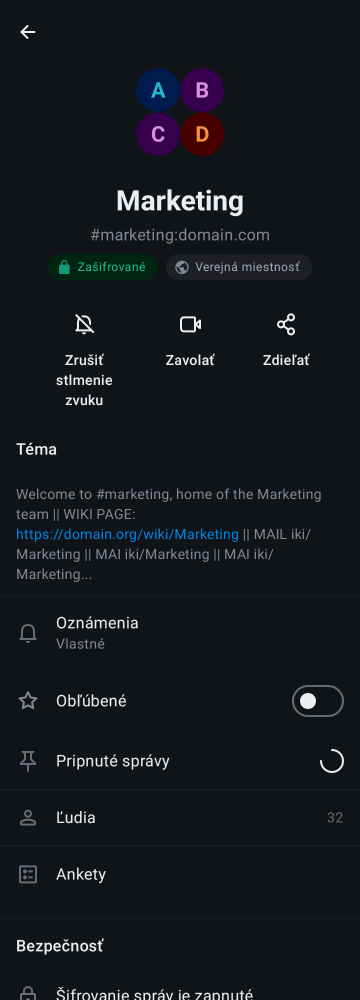 A B
C D
Marketing
#marketing:domain.com
Zašifrované Verejná miestnosť
Zrušiť stlmenie zvuku
Zavolať
Zdieľať
Téma
Welcome to #marketing, home of the Marketing
team || WIKI PAGE:
https://domain.org/wiki/Marketing || MAIL iki/
Marketing || MAI iki/Marketing || MAI iki/
Marketing...
Oznámenia
Vlastné
Obľúbené
Pripnuté správy
Ľudia 32
Ankety
Bezpečnosť
Šifrovanie správ je zapnuté